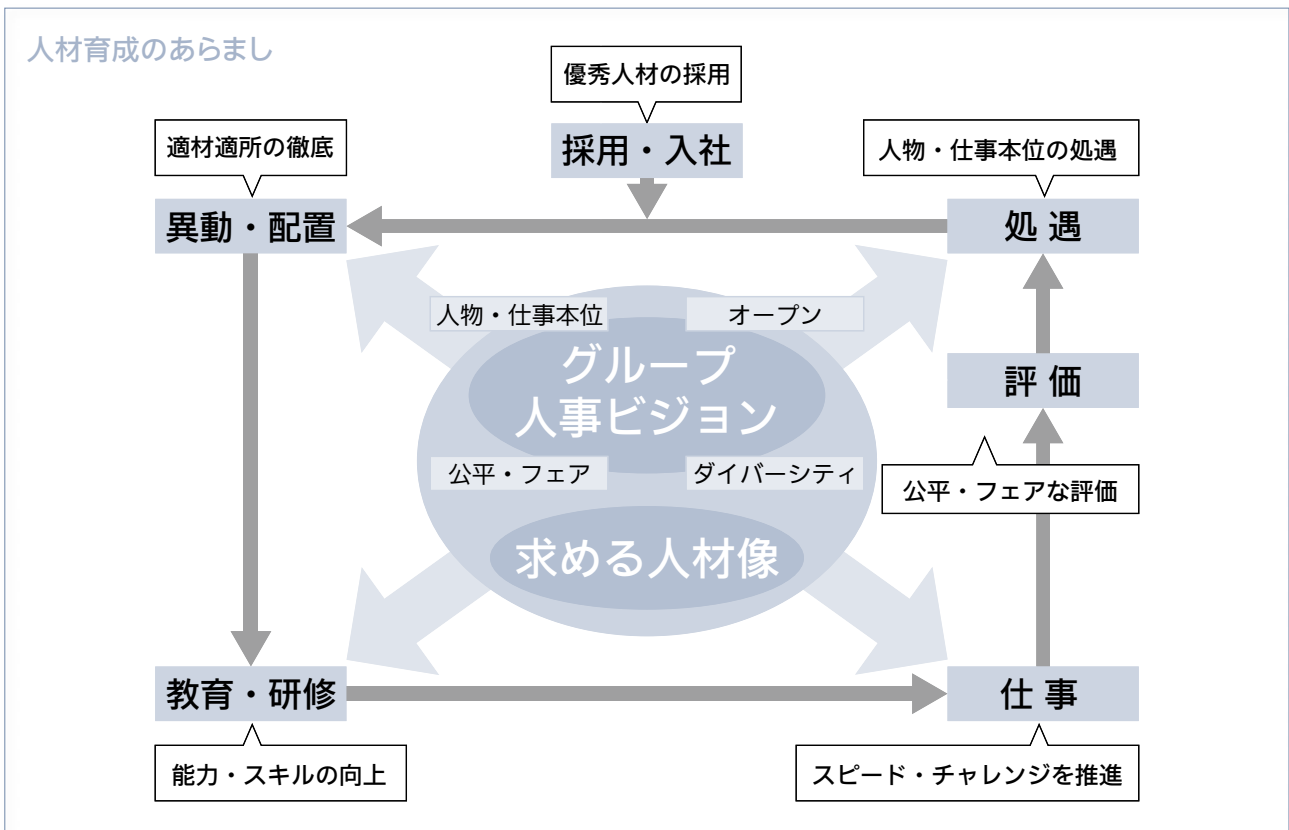 人材育成のあらまし
優秀人材の採用
採用・入社
適材適所の徹底
人物・仕事本位の処遇
異動・配置
処 遇
人物・仕事本位
オープン
グループ
人事ビジョン
評 価
公平・フェア
ダイバーシティ
公平・フェアな評価
求める人材像
教育・研修
仕 事
能力・スキルの向上
スピード・チャレンジを推進